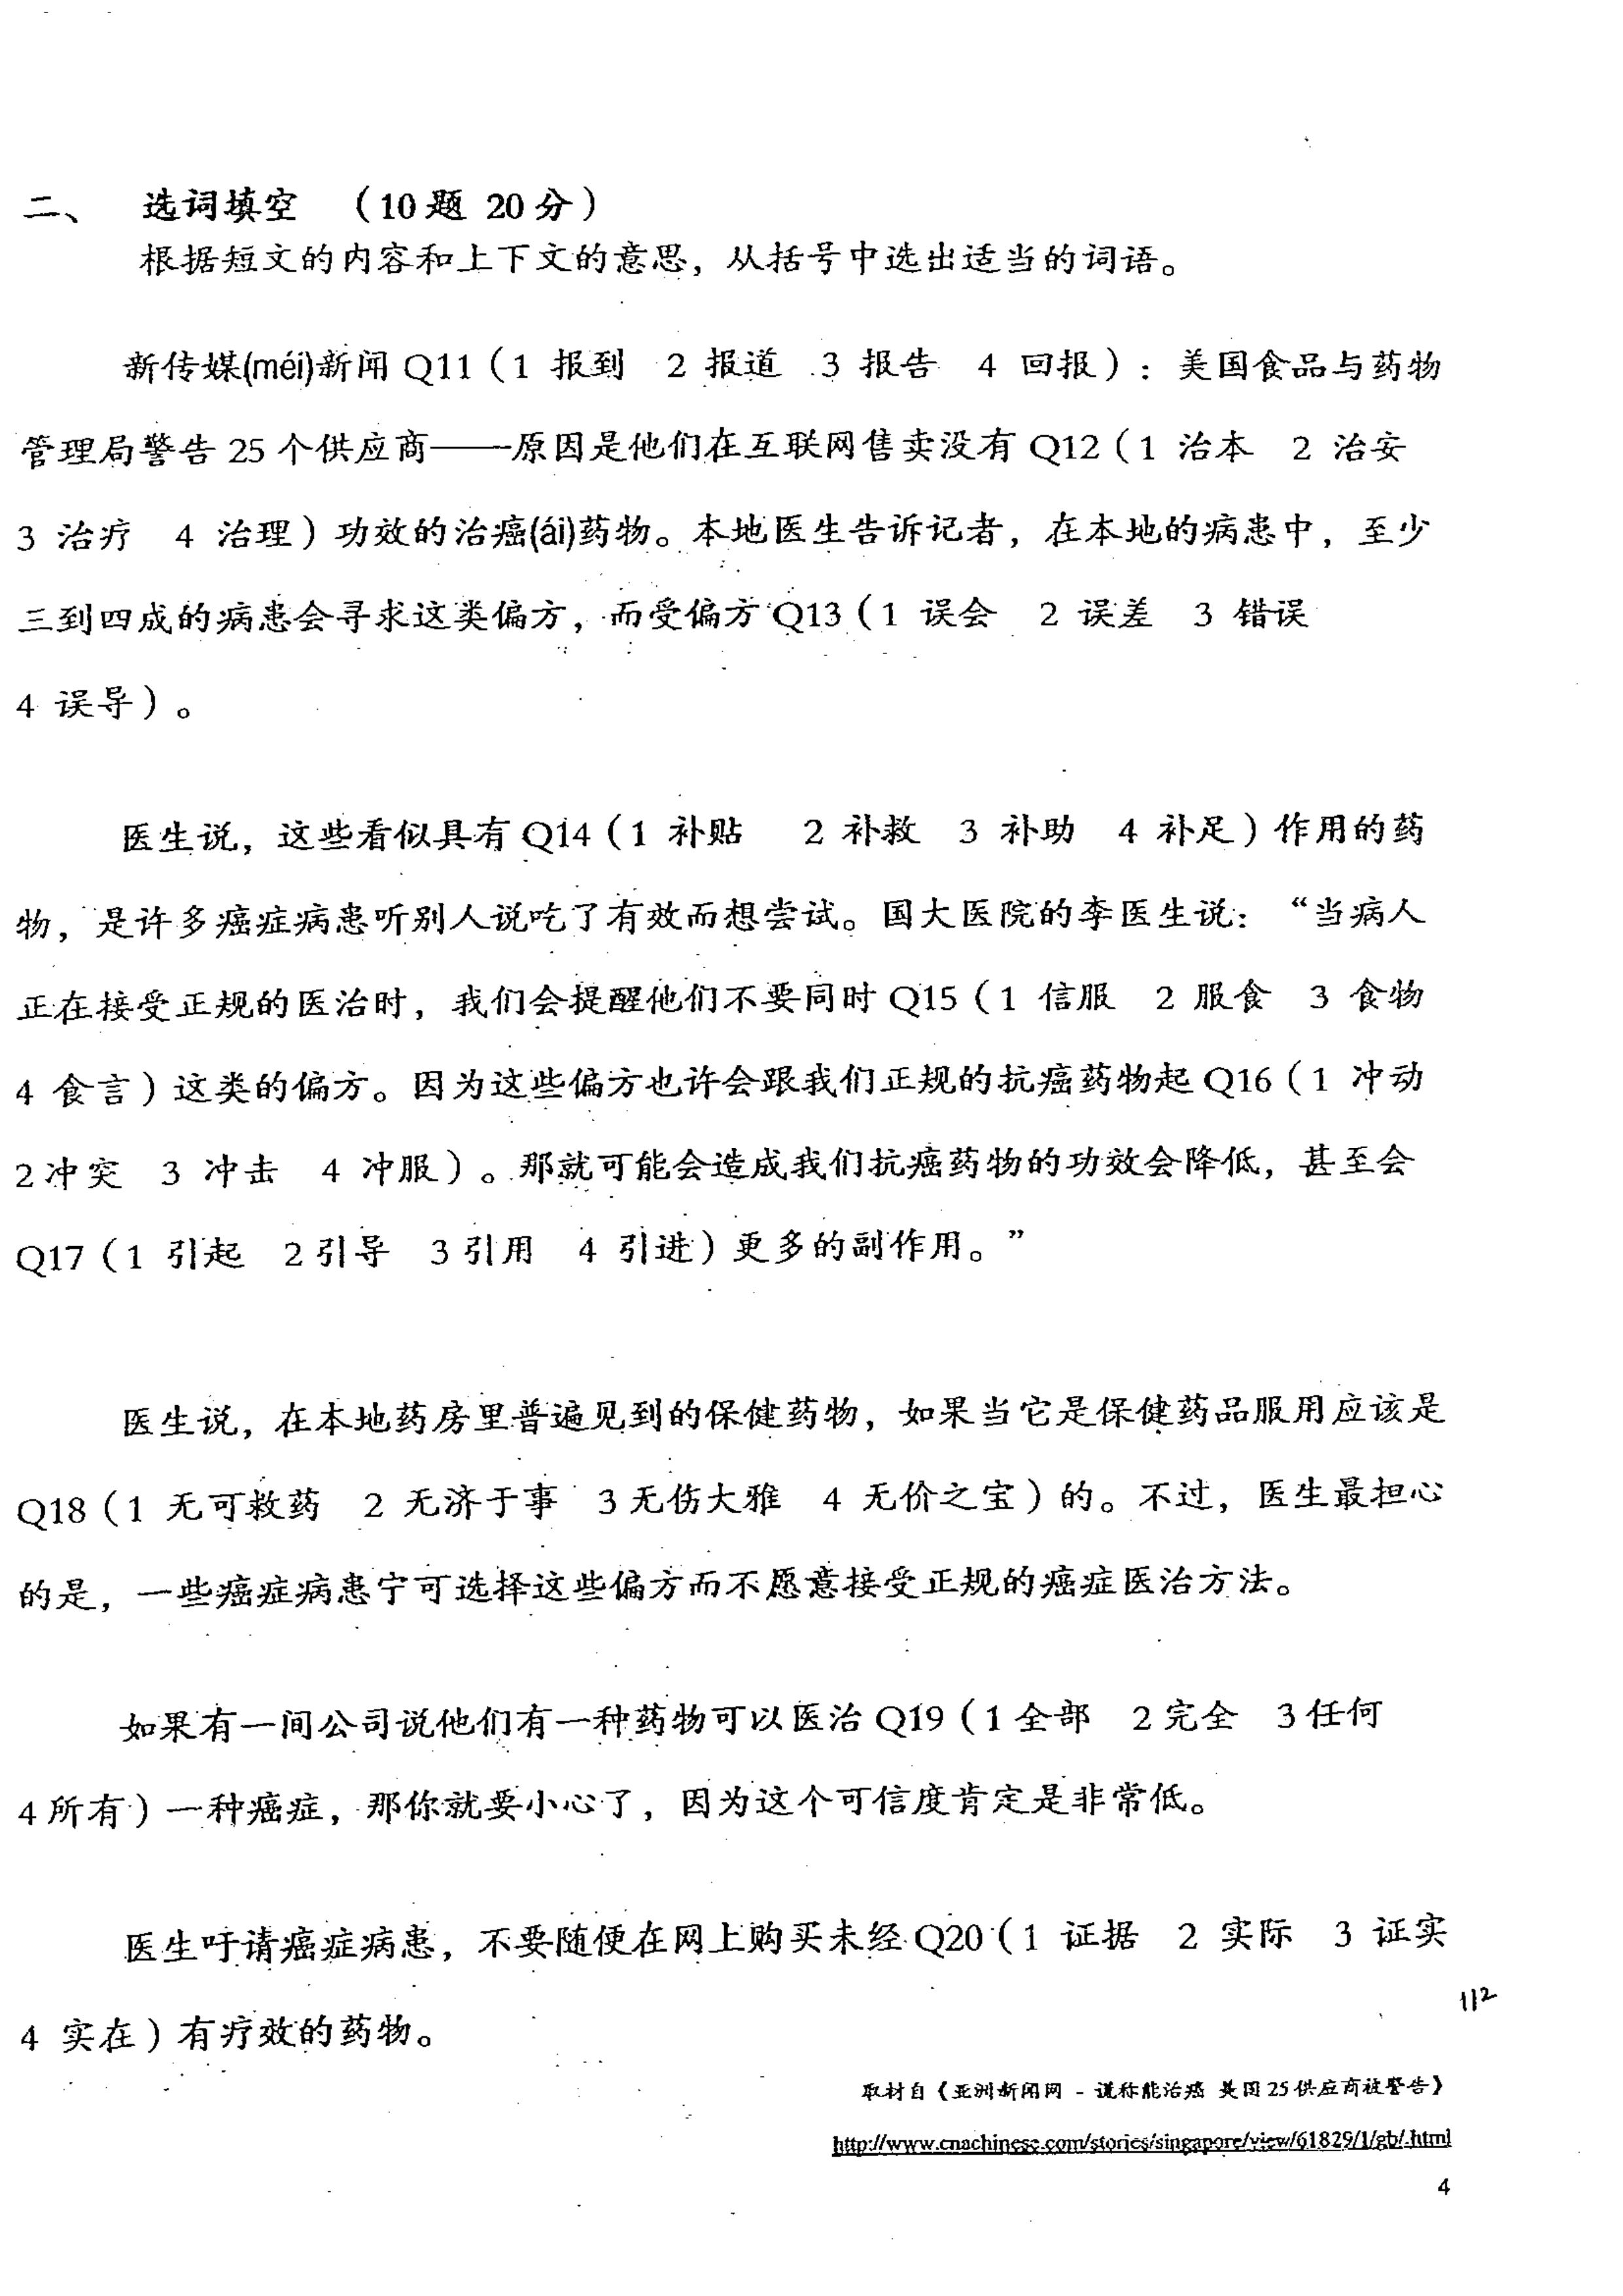 二、 选词填空 （10 题 20 分）
根据短文的内容和上下文的意思，从括号中选出适当的词语。
新传媒(méi)新闻 Q11（1 报到 2 报道 3 报告 4 回报）：美国食品与药物
管理局警告 25 个供应商——原因是他们在互联网售卖没有 Q12（1 治本 2 治安
3 治疗 4 治理）功效的治癌(ái)药物。本地医生告诉记者，在本地的病患中，至少
三到四成的病患会寻求这类偏方，而受偏方 Q13（1 误会 2 误差 3 错误
4 误导）。
医生说，这些看似具有 Q14（1 补贴 2 补救 3 补助 4 补足）作用的药
物，是许多癌症病患听别人说吃了有效而想尝试。国大医院的李医生说：“当病人
正在接受正规的医治时，我们会提醒他们不要同时 Q15（1 信服 2 服食 3 食物
4 食言）这类的偏方。因为这些偏方也许会跟我们正规的抗癌药物起 Q16（1 冲动
2 冲突 3 冲击 4 冲服）。那就可能会造成我们抗癌药物的功效会降低，甚至会
Q17（1 引起 2 引导 3 引用 4 引进）更多的副作用。”
医生说，在本地药房里普遍见到的保健药物，如果当它是保健药品服用应该是
Q18（1 无可救药 2 无济于事 3 无伤大雅 4 无价之宝）的。不过，医生最担心
的是，一些癌症病患宁可选择这些偏方而不愿意接受正规的癌症医治方法。
如果有一间公司说他们有一种药物可以医治 Q19（1 全部 2 完全 3 任何
4 所有）一种癌症，那你就要小心了，因为这个可信度肯定是非常低。
医生吁请癌症病患，不要随便在网上购买未经 Q20（1 证据 2 实际 3 证实
4 实在）有疗效的药物。
112
取材自《亚洲新闻网 - 谎称能治癌 美国 25 供应商被警告》
http://www.cnachinese.com/stories/singapore/view/61829/1/gb/.html
4